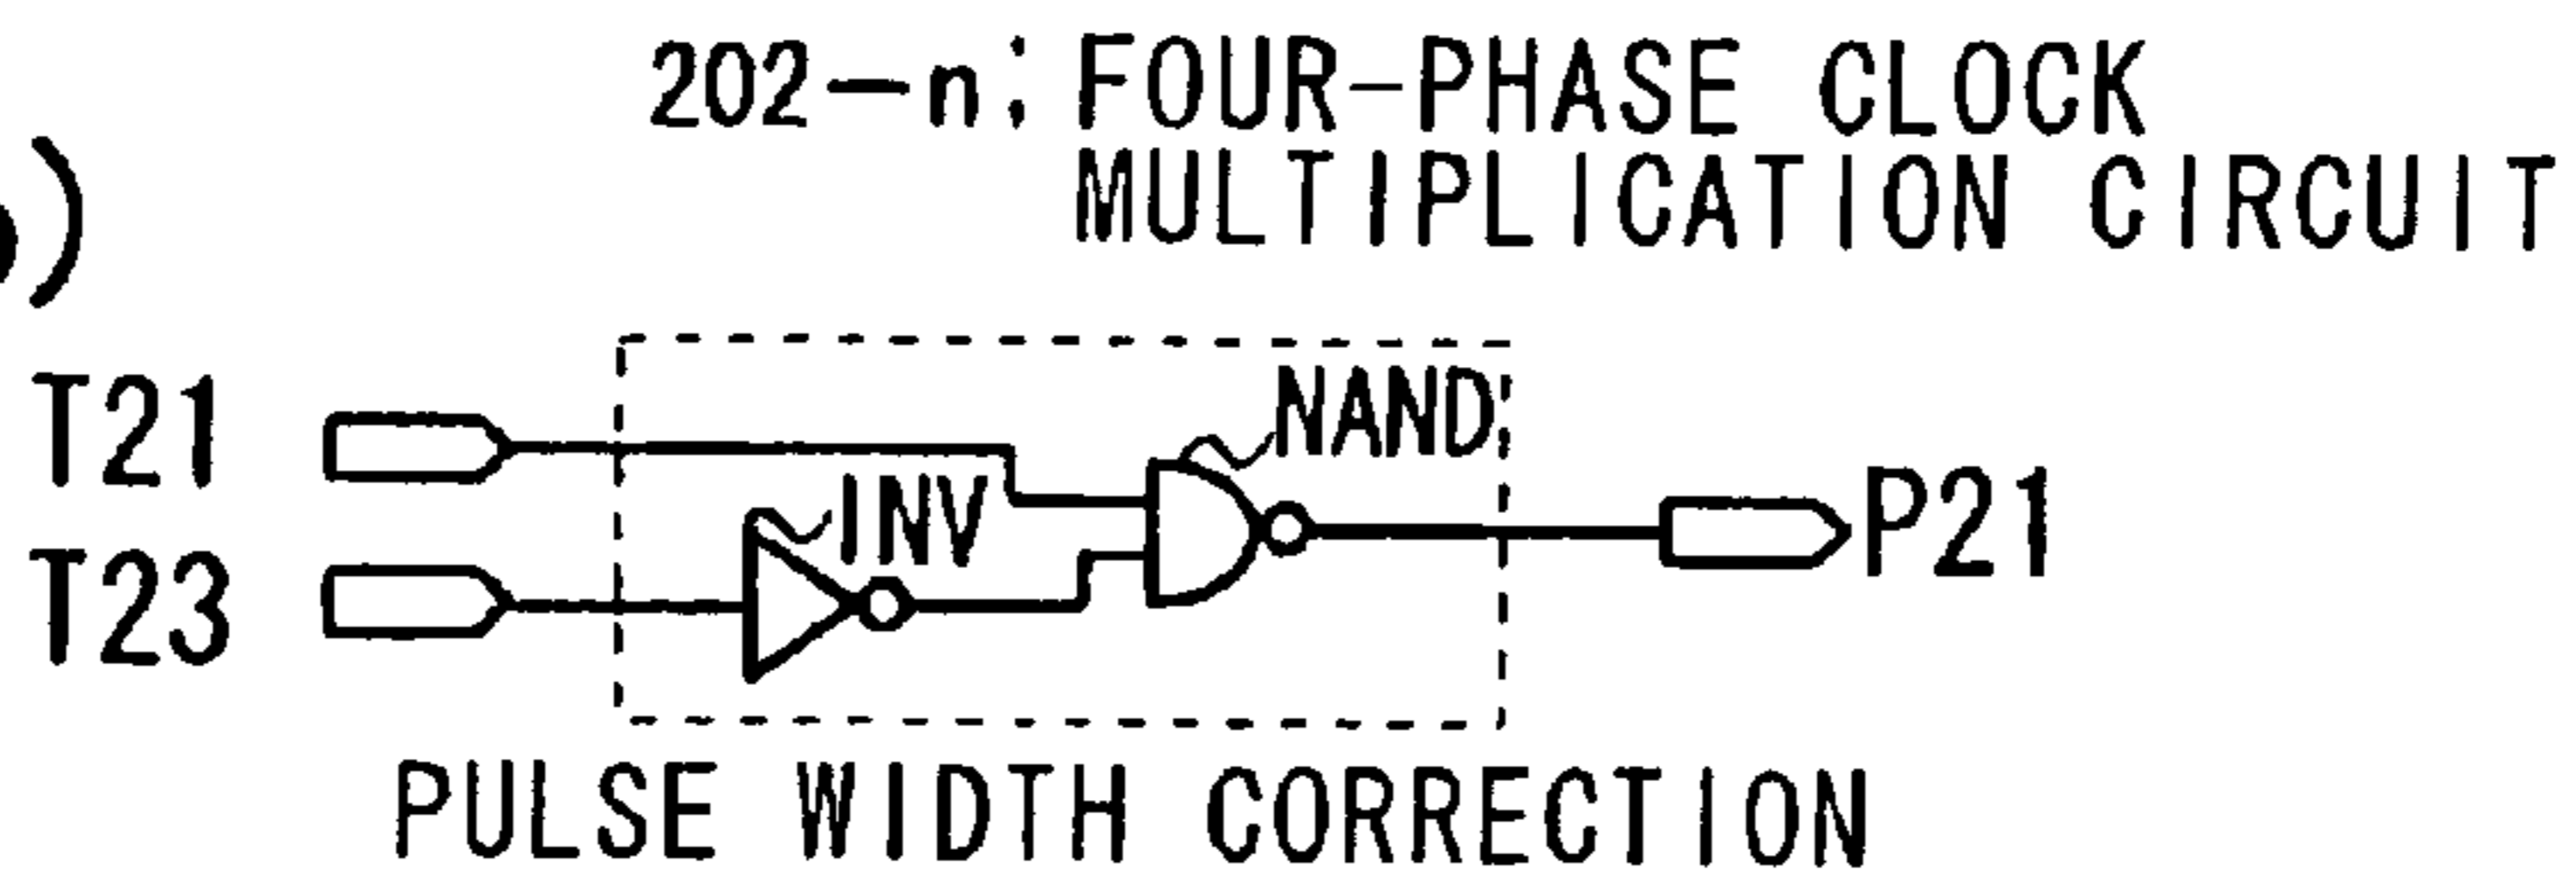 202-n: FOUR-PHASE CLOCK
MULTIPLICATION CIRCUIT
)
T21
NAND
INV
P21
T23
PULSE WIDTH CORRECTION